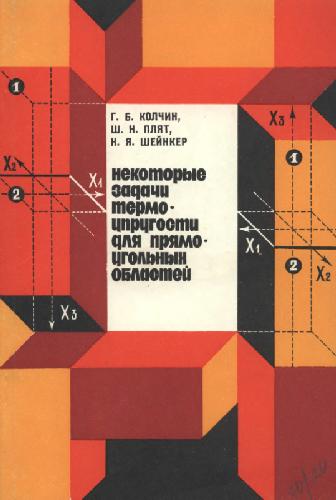 Г. Б. КОЛЧИН,
Ш. Н. ПЛЯТ,
Н. Я. ШЕЙНКЕР
НЕКОТОРЫЕ
ЗАДАЧИ
ТЕРМО-
УПРУГОСТИ
ДЛЯ ПРЯМО-
УГОЛЬНЫХ
ОБЛАСТЕЙ
1
X₂
X₁
2
X₃
X₃
1
X₁
2
X₂